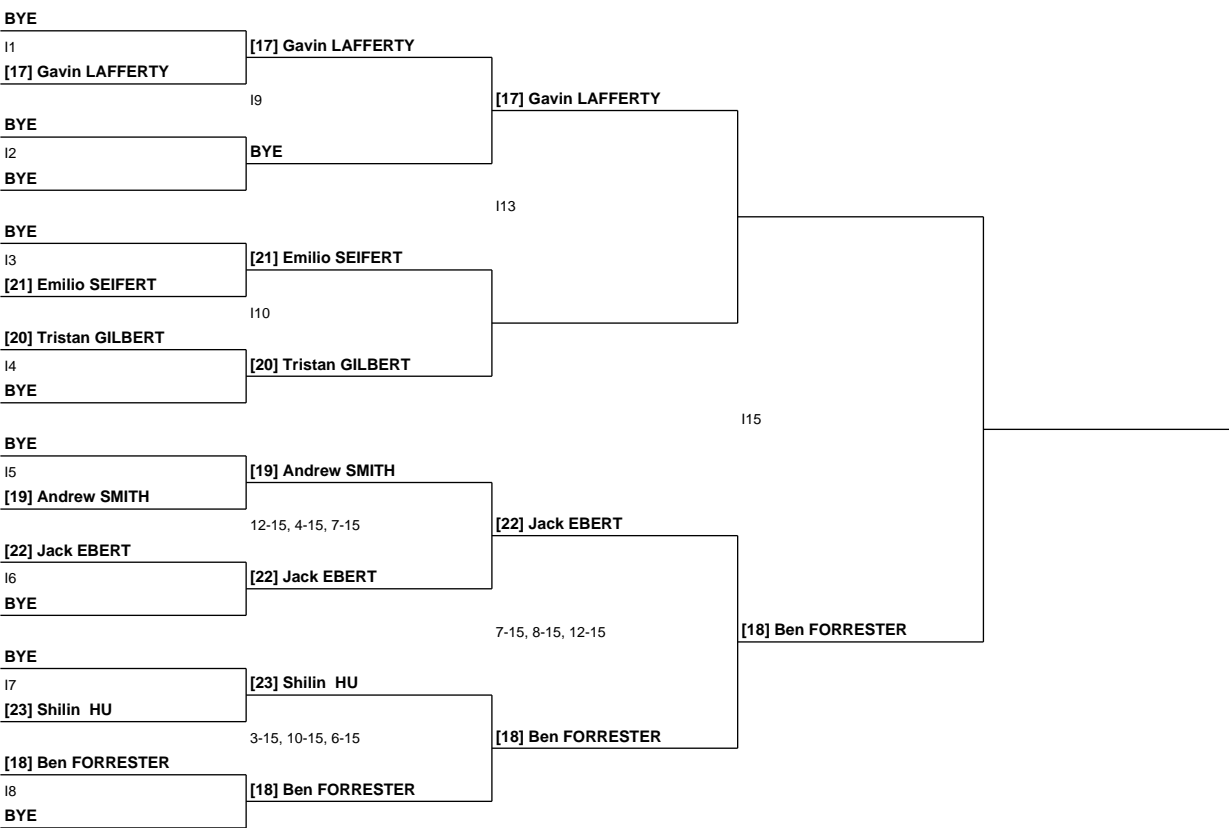 BYE
I1
[17] Gavin LAFFERTY
[17] Gavin LAFFERTY
I9
[17] Gavin LAFFERTY
BYE
I2
BYE
BYE
I13
BYE
I3
[21] Emilio SEIFERT
[21] Emilio SEIFERT
I10
[20] Tristan GILBERT
I4
[20] Tristan GILBERT
BYE
I15
BYE
I5
[19] Andrew SMITH
[19] Andrew SMITH
12-15, 4-15, 7-15
[22] Jack EBERT
[22] Jack EBERT
I6
[22] Jack EBERT
BYE
7-15, 8-15, 12-15
[18] Ben FORRESTER
BYE
I7
[23] Shilin  HU
[23] Shilin  HU
3-15, 10-15, 6-15
[18] Ben FORRESTER
[18] Ben FORRESTER
I8
[18] Ben FORRESTER
BYE